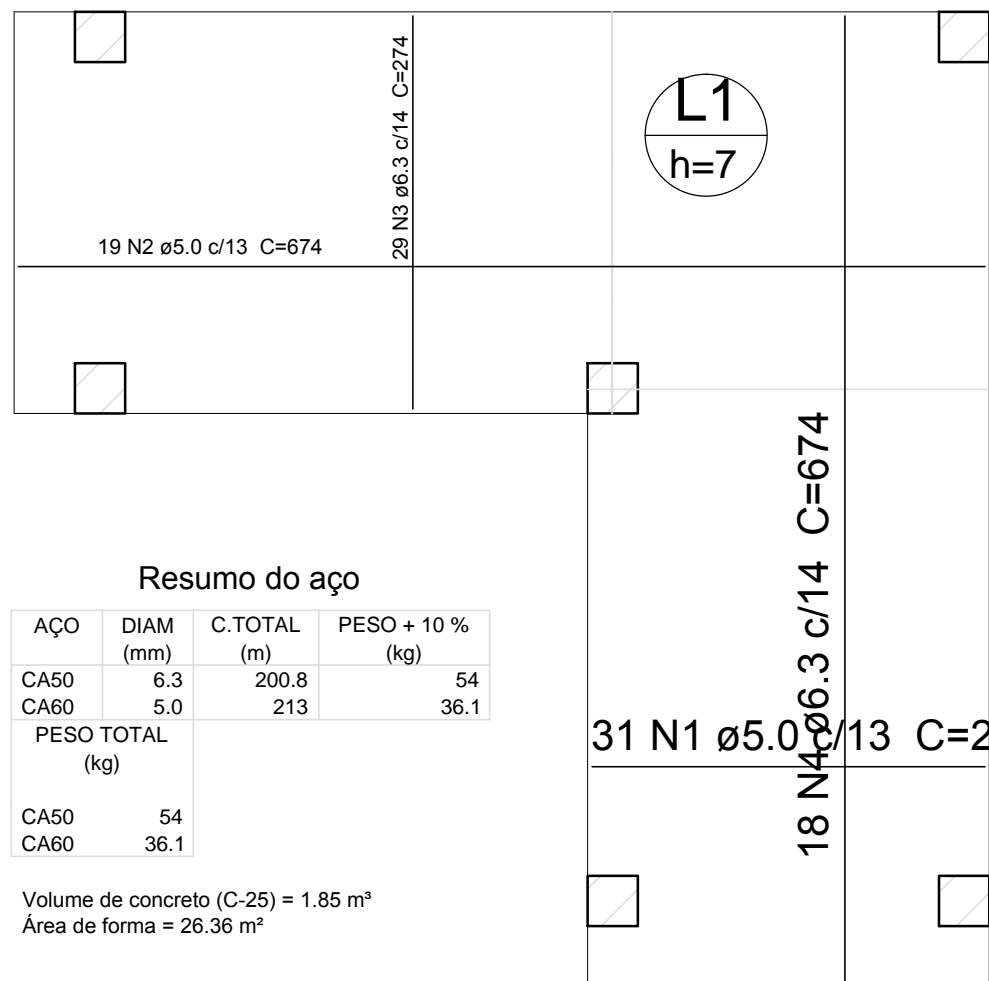 L1
h=7
29 N3 ø6.3 c/14 C=274
19 N2 ø5.0 c/13 C=674
18 N4 ø6.3 c/14 C=674
31 N1 ø5.0 c/13 C=2
Resumo do aço
AÇO DIAM C.TOTAL PESO + 10 %
(mm) (m) (kg)
CA50 6.3 200.8 54
CA60 5.0 213 36.1
PESO TOTAL
(kg)
CA50 54
CA60 36.1
Volume de concreto (C-25) = 1.85 m³
Área de forma = 26.36 m²